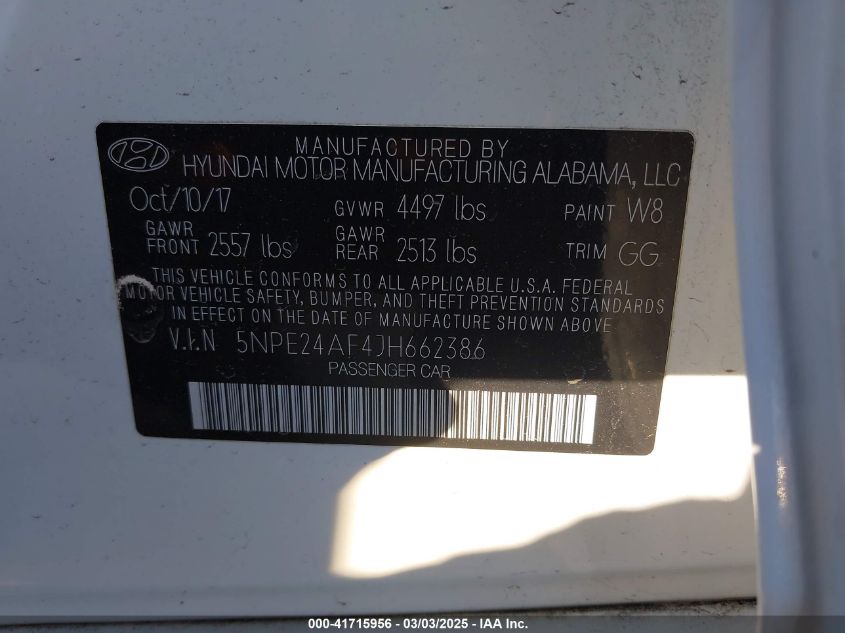 MANUFACTURED BY
HYUNDAI MOTOR MANUFACTURING ALABAMA, LLC
Oct/10/17 GVWR 4497 lbs PAINT W8
GAWR FRONT 2557 lbs GAWR REAR 2513 lbs TRIM GG
THIS VEHICLE CONFORMS TO ALL APPLICABLE U.S.A. FEDERAL
MOTOR VEHICLE SAFETY, BUMPER, AND THEFT PREVENTION STANDARDS
IN EFFECT ON THE DATE OF MANUFACTURE SHOWN ABOVE.
V.I.N 5NPE24AF4JH662386
PASSENGER CAR
000-41715956 - 03/03/2025 - IAA Inc.